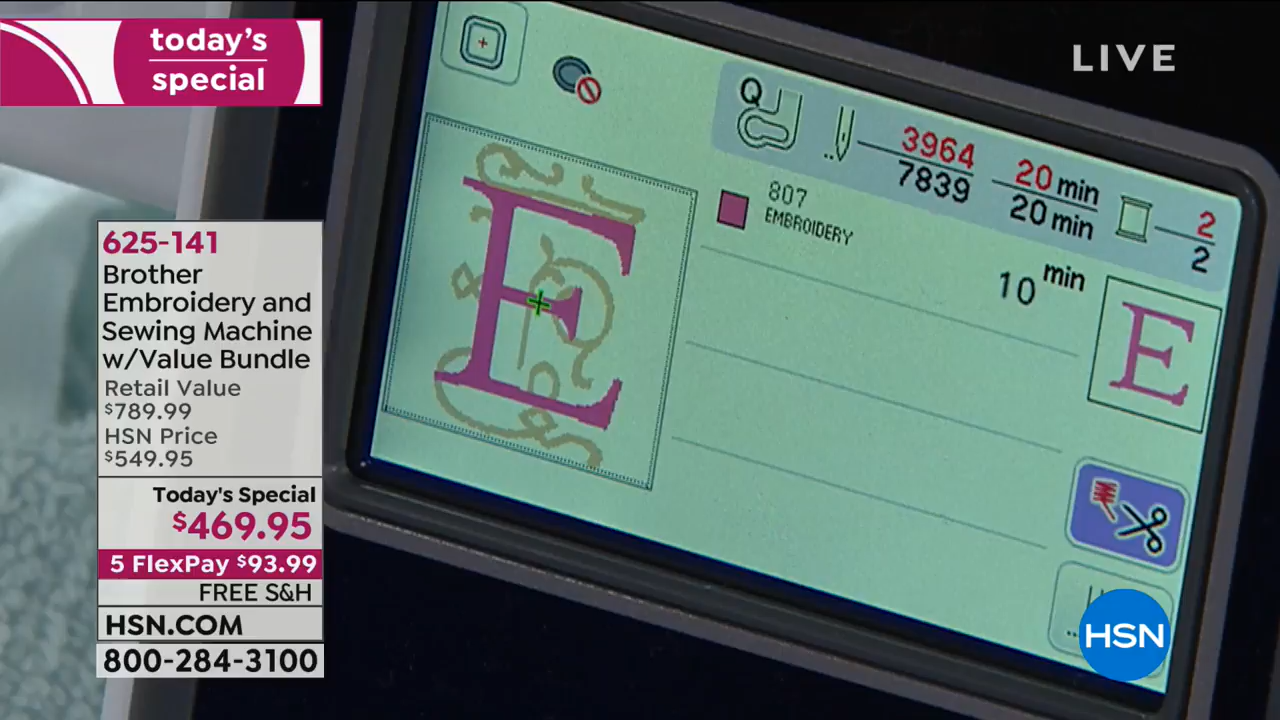 today's
special
LIVE
Q
3964
7839
20 min
20 min
2
2
807
EMBROIDERY
10 min
E
E
625-141
Brother
Embroidery and
Sewing Machine
w/Value Bundle
Retail Value
$789.99
HSN Price
$549.95
Today's Special
$469.95
5 FlexPay $93.99
FREE S&H
HSN.COM
800-284-3100
HSN